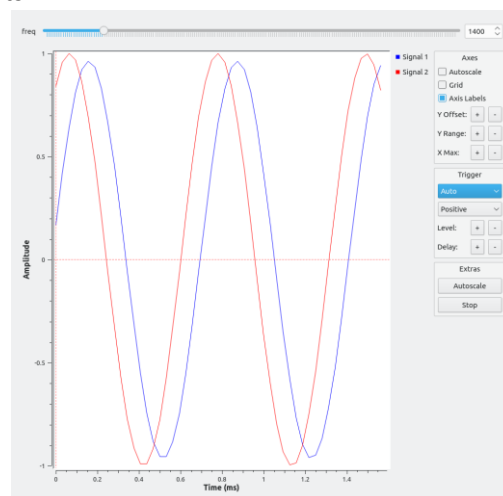 freq 1400
Signal 1
Signal 2
Axes
Autoscale
Grid
Axis Labels
Y Offset: + -
Y Range: + -
X Max: + -
Trigger
Auto
Positive
Level: + -
Delay: + -
Extras
Autoscale
Stop
Amplitude
1
0.5
0
-0.5
-1
0 0.2 0.4 0.6 0.8 1 1.2 1.4
Time (ms)